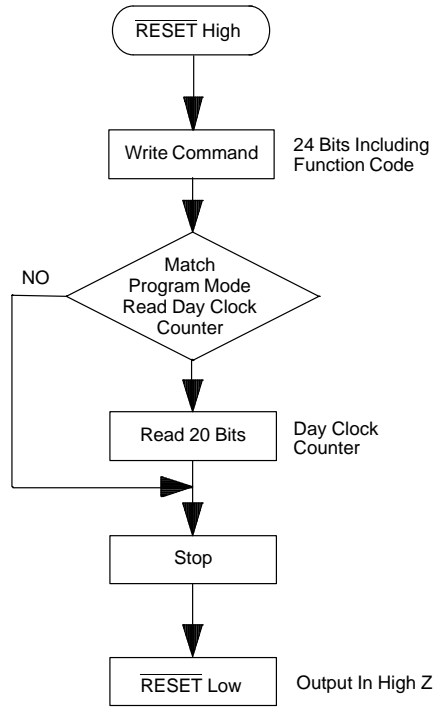 RESET High
Write Command
24 Bits Including
Function Code
Match
Program Mode
Read Day Clock
Counter
NO
Read 20 Bits
Day Clock
Counter
Stop
RESET Low
Output In High Z